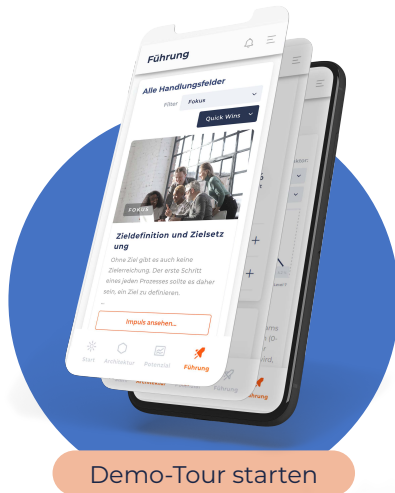 Führung
Alle Handlungsfelder
Filter
Fokus
Quick Wins
FOKUS
Zieldefinition und Zielsetz
ung
Ohne Ziel gibt es auch keine
Zielerreichung. Der erste Schritt
eines jeden Prozesses sollte es daher
sein, ein Ziel zu definieren.
...
Impuls ansehen...
Start
Architektur
Potenzial
Führung
Demo-Tour starten